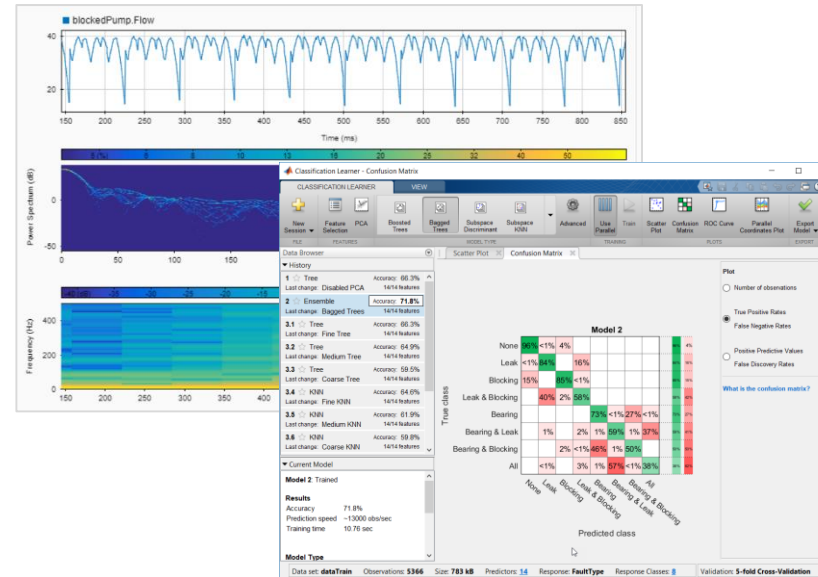 blockedPump.Flow
40
20
150 200 250 300 350 400 450 500 550 600 650 700 750 800 850
Time (ms)
Power Spectrum (dB)
0
-50
0 50 100 150
Frequency (Hz)
400
200
0
150 200 250 300 350 400
Classification Learner - Confusion Matrix
CLASSIFICATION LEARNER VIEW
New Session
Feature Selection
PCA
Boosted Trees
Bagged Trees
Subspace Discriminant
Subspace KNN
Advanced
Use Parallel
Train
Scatter Plot
Confusion Matrix
ROC Curve
Parallel Coordinates Plot
Export Model
FILE FEATURES MODEL TYPE TRAINING PLOTS EXPORT
Data Browser
Scatter Plot Confusion Matrix
History
1 Tree Accuracy: 66.3%
Last change: Disabled PCA 14/14 features
2 Ensemble Accuracy: 71.8%
Last change: Bagged Trees 14/14 features
3.1 Tree Accuracy: 66.3%
Last change: Fine Tree 14/14 features
3.2 Tree Accuracy: 64.9%
Last change: Medium Tree 14/14 features
3.3 Tree Accuracy: 59.5%
Last change: Coarse Tree 14/14 features
3.4 KNN Accuracy: 64.6%
Last change: Fine KNN 14/14 features
3.5 KNN Accuracy: 61.9%
Last change: Medium KNN 14/14 features
3.6 KNN Accuracy: 59.8%
Last change: Coarse KNN 14/14 features
Current Model
Model 2: Trained
Results
Accuracy 71.8%
Prediction speed ~13000 obs/sec
Training time 10.76 sec
Model Type
Model 2
True class
None 96% <1% 4%
Leak <1% 84% 16%
Blocking 15% 85% <1%
Leak & Blocking 40% 2% 58%
Bearing 73% <1% 27% <1%
Bearing & Leak 1% 2% 1% 59% 1% 37%
Bearing & Blocking 2% <1% 46% 1% 50%
All <1% 3% 1% 57% <1% 38%
None
Leak
Blocking
Leak & Blocking
Bearing
Bearing & Leak
Bearing & Blocking
All
Predicted class
Plot
Number of observations
True Positive Rates
False Negative Rates
Positive Predictive Values
False Discovery Rates
What is the confusion matrix?
Data set: dataTrain Observations: 5366 Size: 783 kB Predictors: 14 Response: FaultType Response Classes: 8 Validation: 5-fold Cross-Validation